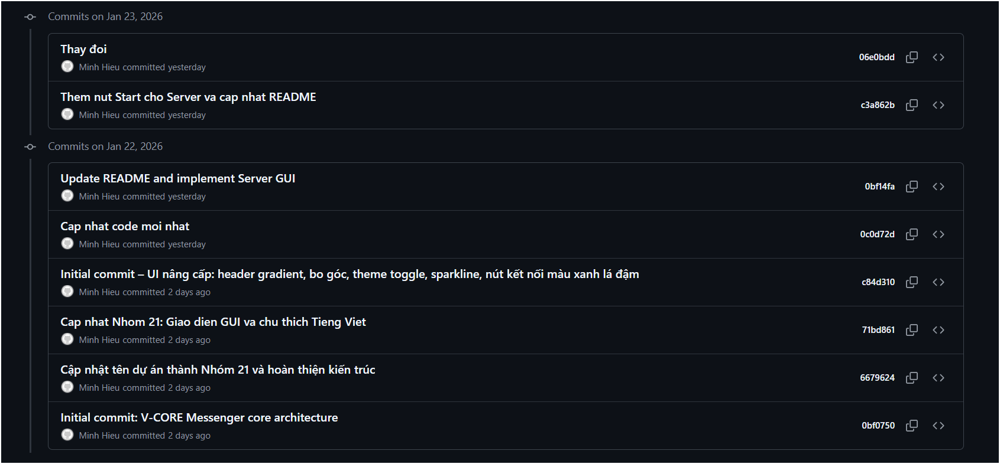 Commits on Jan 23, 2026
Thay đoi
Minh Hieu committed yesterday
06e0bdd
Them nut Start cho Server va cap nhat README
Minh Hieu committed yesterday
c3a862b
Commits on Jan 22, 2026
Update README and implement Server GUI
Minh Hieu committed yesterday
0bf14fa
Cap nhat code moi nhat
Minh Hieu committed yesterday
0c0d72d
Initial commit – UI nâng cấp: header gradient, bo góc, theme toggle, sparkline, nút kết nối màu xanh lá đậm
Minh Hieu committed 2 days ago
c84d310
Cap nhat Nhom 21: Giao dien GUI va chu thich Tieng Viet
Minh Hieu committed 2 days ago
71bd861
Cập nhật tên dự án thành Nhóm 21 và hoàn thiện kiến trúc
Minh Hieu committed 2 days ago
6679624
Initial commit: V-CORE Messenger core architecture
Minh Hieu committed 2 days ago
0bf0750